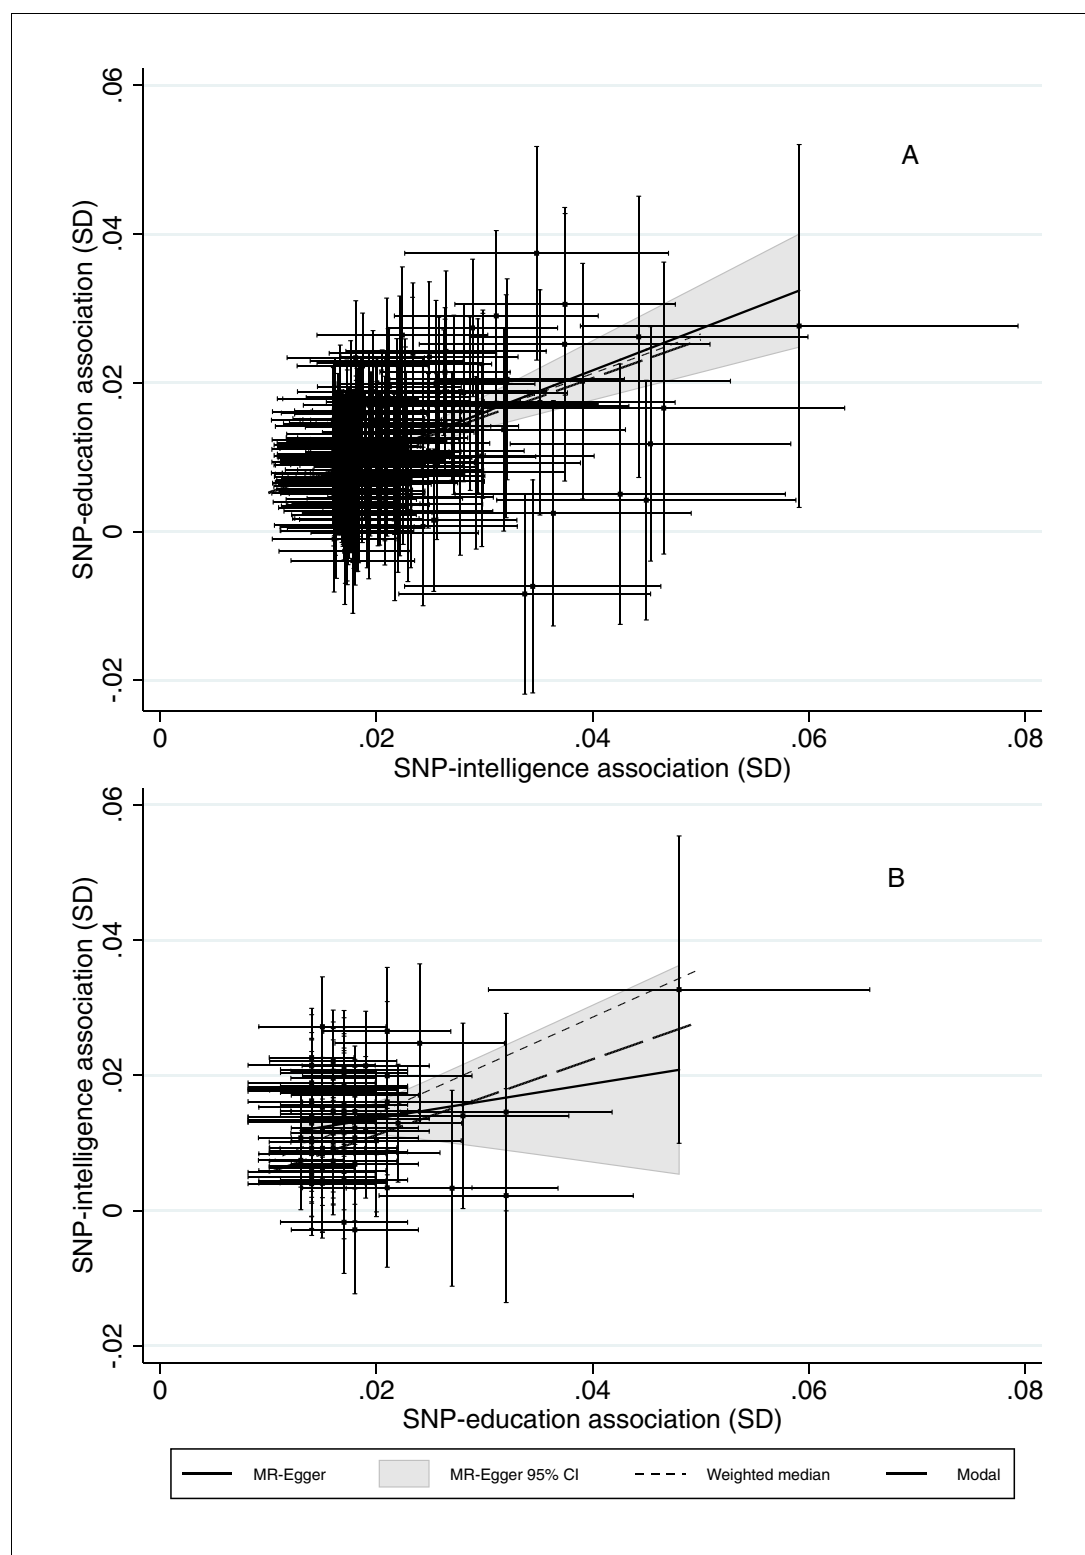 A
SNP-education association (SD)
.06
.04
.02
0
-.02
0 .02 .04 .06 .08
SNP-intelligence association (SD)
B
SNP-intelligence association (SD)
.06
.04
.02
0
-.02
0 .02 .04 .06 .08
SNP-education association (SD)
MR-Egger MR-Egger 95% CI Weighted median Modal